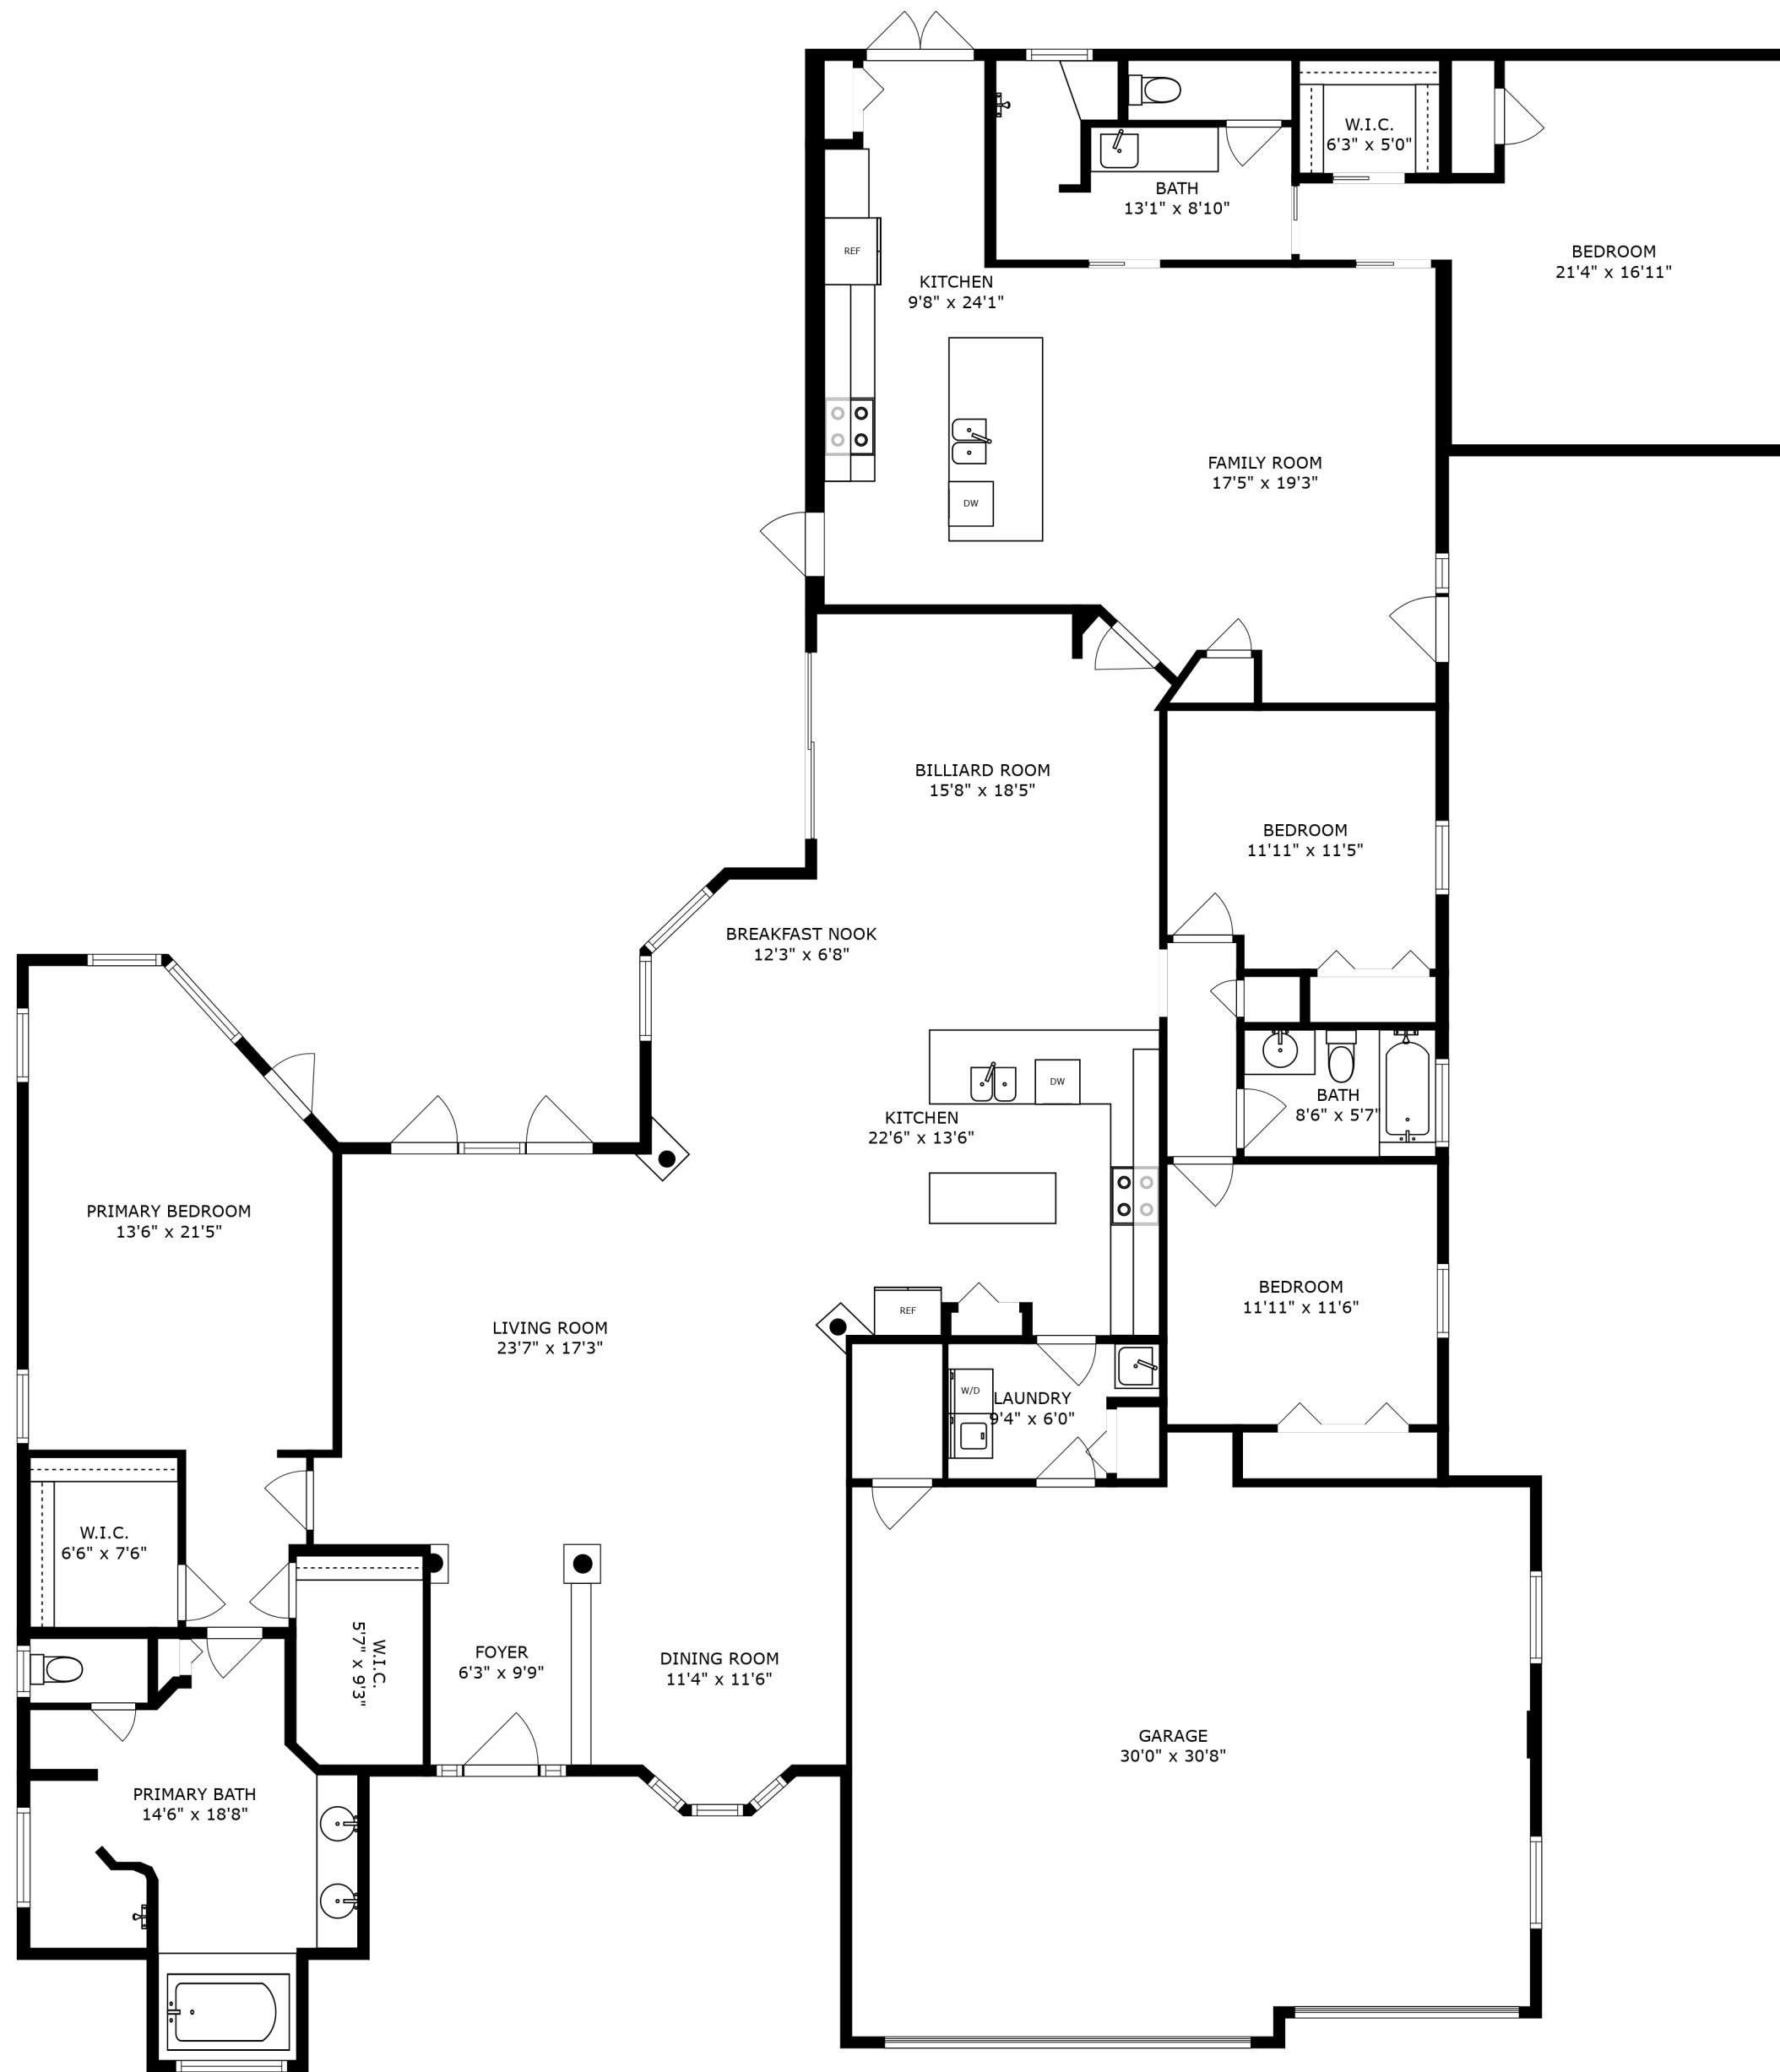 W.I.C.
6'3" x 5'0"
BATH
13'1" x 8'10"
REF
BEDROOM
21'4" x 16'11"
KITCHEN
9'8" x 24'1"
FAMILY ROOM
17'5" x 19'3"
DW
BILLIARD ROOM
15'8" x 18'5"
BEDROOM
11'11" x 11'5"
BREAKFAST NOOK
12'3" x 6'8"
DW
BATH
8'6" x 5'7"
KITCHEN
22'6" x 13'6"
PRIMARY BEDROOM
13'6" x 21'5"
BEDROOM
11'11" x 11'6"
REF
LIVING ROOM
23'7" x 17'3"
W/D
LAUNDRY
9'4" x 6'0"
W.I.C.
6'6" x 7'6"
W.I.C.
5'7" x 9'3"
FOYER
6'3" x 9'9"
DINING ROOM
11'4" x 11'6"
GARAGE
30'0" x 30'8"
PRIMARY BATH
14'6" x 18'8"